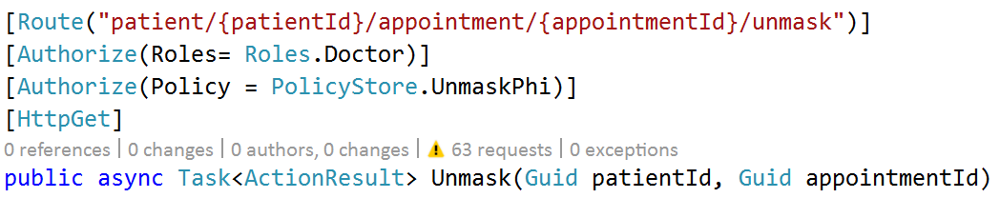 [Route("patient/{patientId}/appointment/{appointmentId}/unmask")]
[Authorize(Roles= Roles.Doctor)]
[Authorize(Policy = PolicyStore.UnmaskPhi)]
[HttpGet]
0 references | 0 changes | 0 authors, 0 changes | 63 requests | 0 exceptions
public async Task<ActionResult> Unmask(Guid patientId, Guid appointmentId)